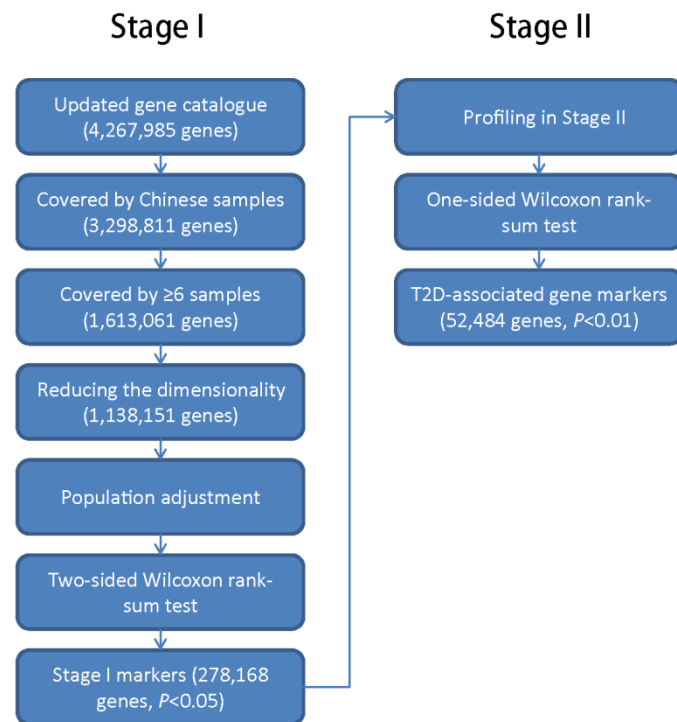 Stage I
Updated gene catalogue
(4,267,985 genes)
Covered by Chinese samples
(3,298,811 genes)
Covered by ≥6 samples
(1,613,061 genes)
Reducing the dimensionality
(1,138,151 genes)
Population adjustment
Two-sided Wilcoxon rank-
sum test
Stage I markers (278,168
genes, P<0.05)
Stage II
Profiling in Stage II
One-sided Wilcoxon rank-
sum test
T2D-associated gene markers
(52,484 genes, P<0.01)